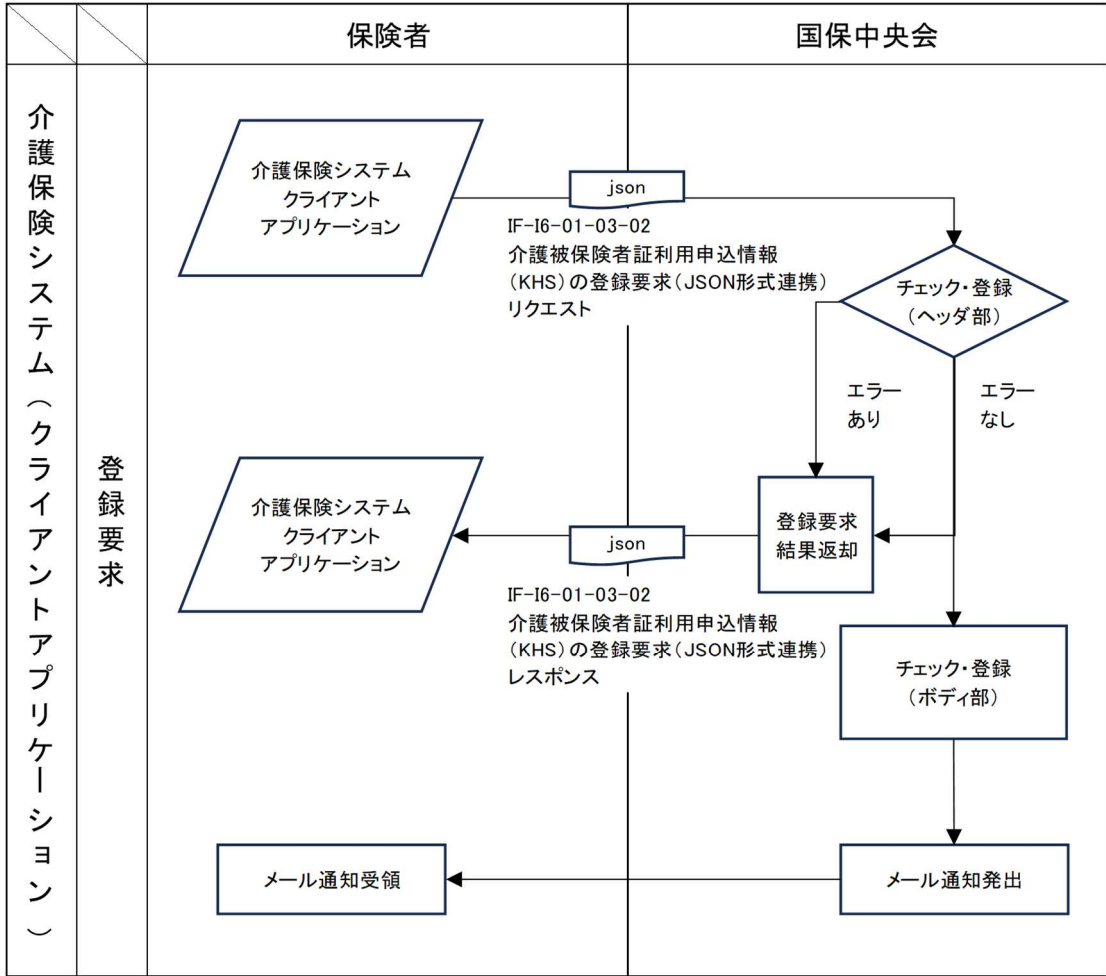 保険者
国保中央会
介護保険システム（クライアントアプリケーション）
登録要求
介護保険システム
クライアント
アプリケーション
json
IF-I6-01-03-02
介護被保険者証利用申込情報
（KHS）の登録要求（JSON形式連携）
リクエスト
チェック・登録
（ヘッダ部）
エラー
あり
エラー
なし
介護保険システム
クライアント
アプリケーション
json
登録要求
結果返却
IF-I6-01-03-02
介護被保険者証利用申込情報
（KHS）の登録要求（JSON形式連携）
レスポンス
チェック・登録
（ボディ部）
メール通知受領
メール通知発出